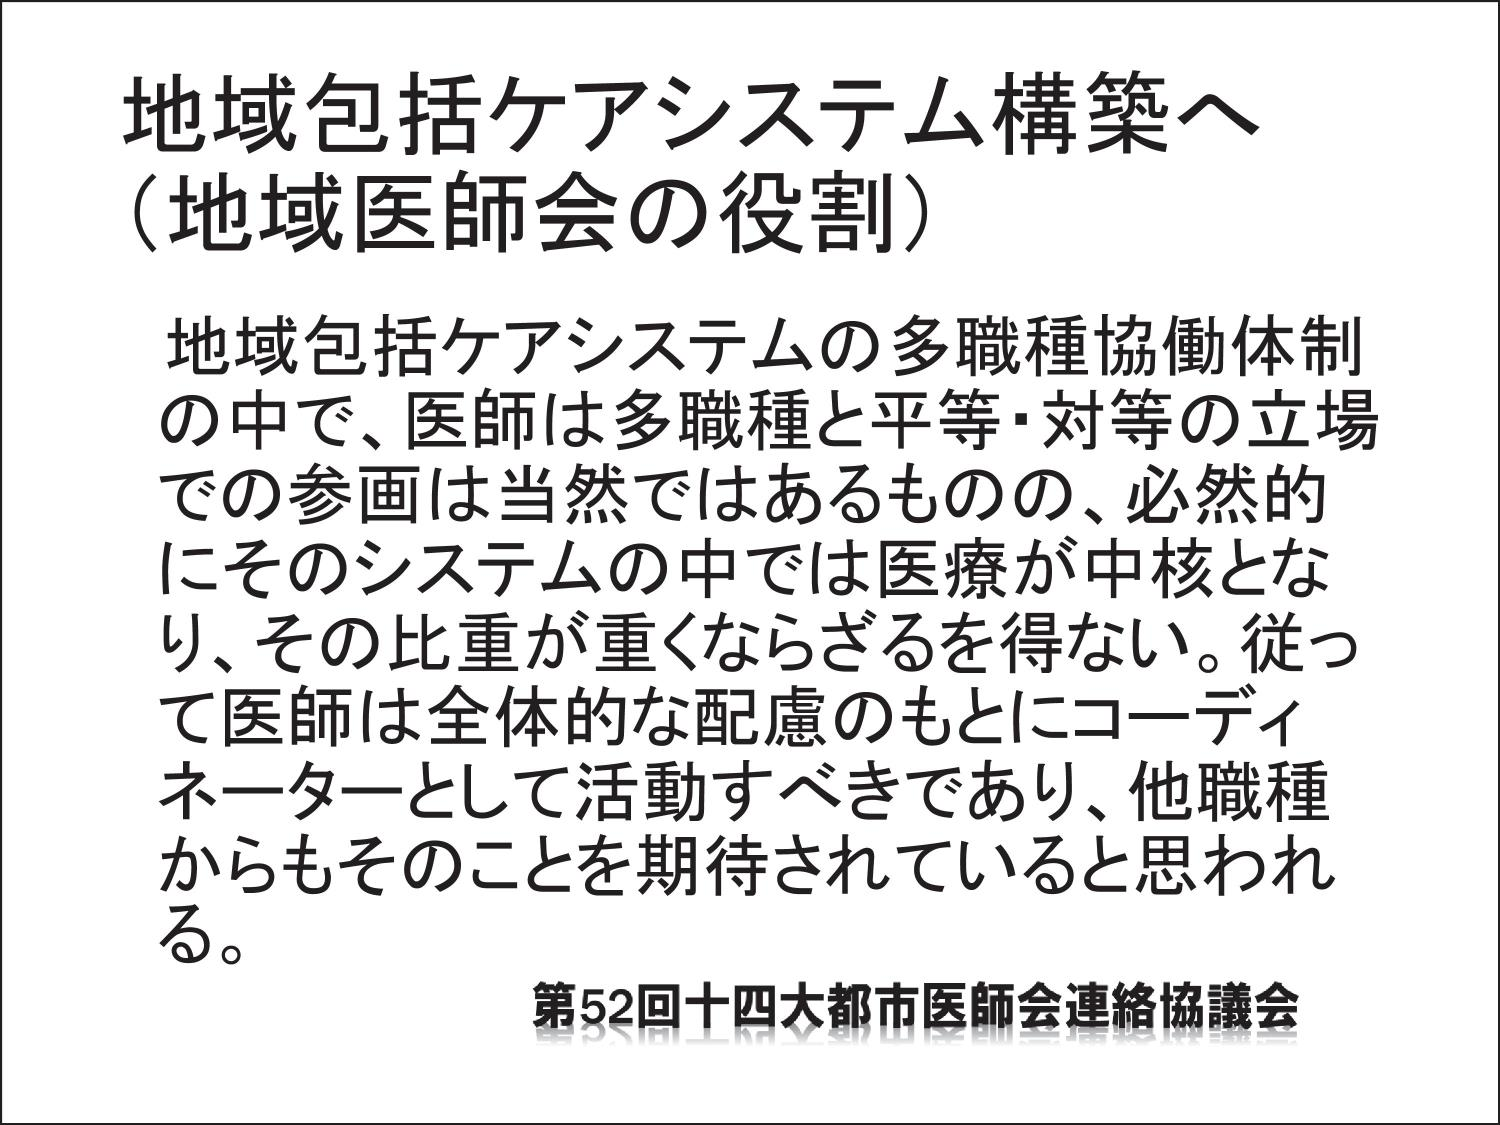 地域包括ケアシステム構築へ
（地域医師会の役割）
地域包括ケアシステムの多職種協働体制
の中で、医師は多職種と平等・対等の立場
での参画は当然ではあるものの、必然的
にそのシステムの中では医療が中核とな
り、その比重が重くならざるを得ない。従っ
て医師は全体的な配慮のもとにコーディ
ネーターとして活動すべきであり、他職種
からもそのことを期待されていると思われ
る。
第52回十四大都市医師会連絡協議会